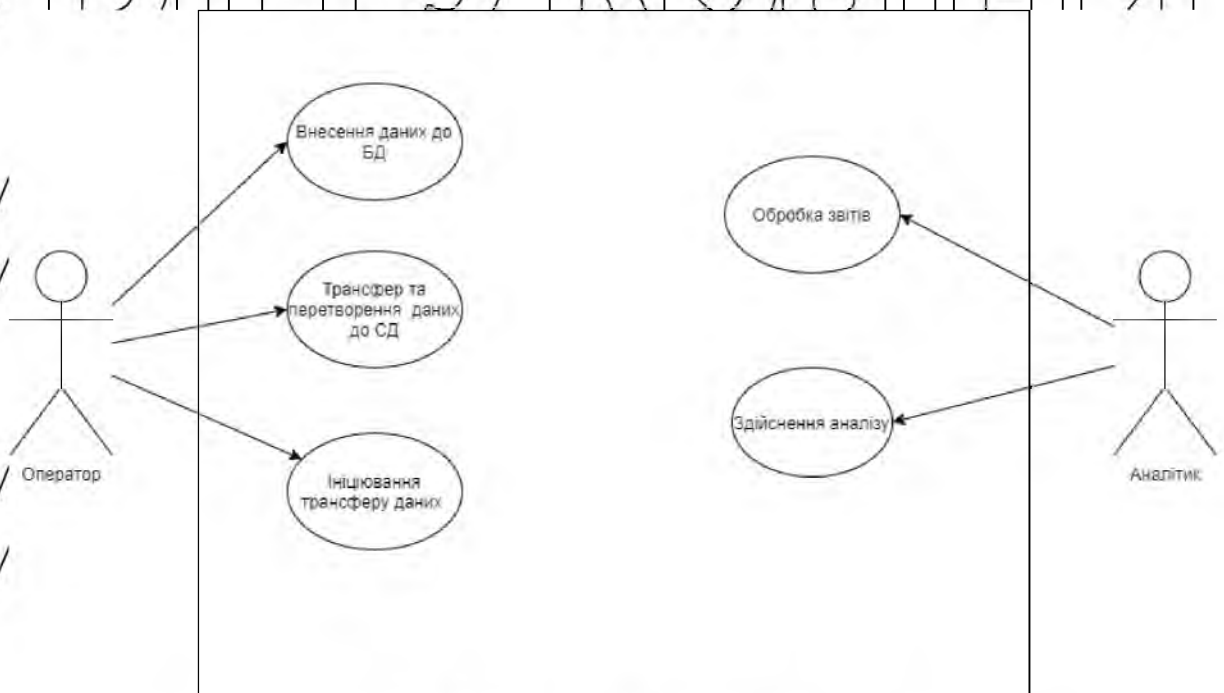 Внесення даних до
БД
Трансфер та
перетворення даних
до СД
Ініціювання
трансферу даних
Оператор
Обробка звітів
Здійснення аналізу
Аналітик